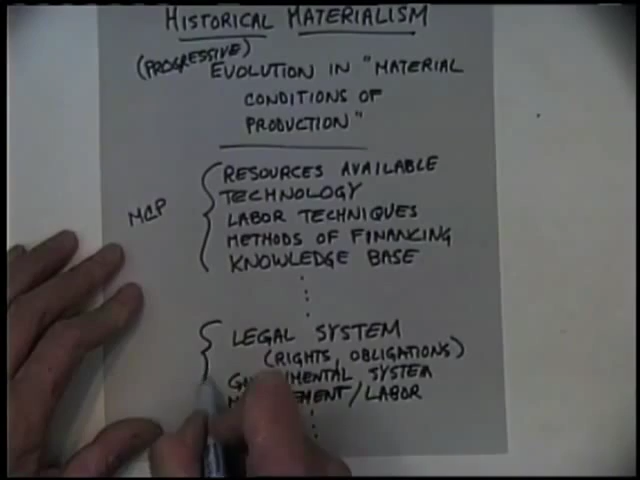 HISTORICAL MATERIALISM
(PROGRESSIVE)
EVOLUTION IN "MATERIAL
CONDITIONS OF
PRODUCTION"
RESOURCES AVAILABLE
TECHNOLOGY
MCP
LABOR TECHNIQUES
METHODS OF FINANCING
KNOWLEDGE BASE
LEGAL SYSTEM
(RIGHTS, OBLIGATIONS)
SYSTEM
/LABOR